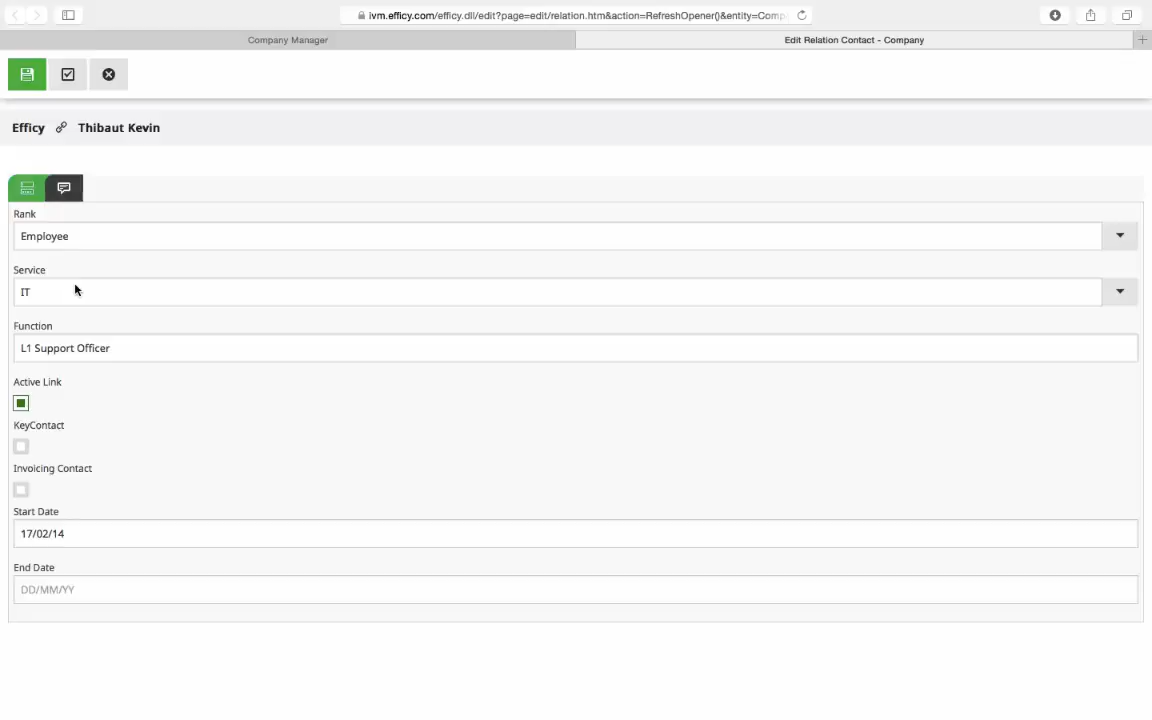 ivm.efficy.com/efficy.dll/edit?page=edit/relation.htm&action=RefreshOpener()&entity=Comp
Company Manager
Edit Relation Contact - Company
Efficy Thibaut Kevin
Rank
Employee
Service
IT
Function
L1 Support Officer
Active Link
KeyContact
Invoicing Contact
Start Date
17/02/14
End Date
DD/MM/YY